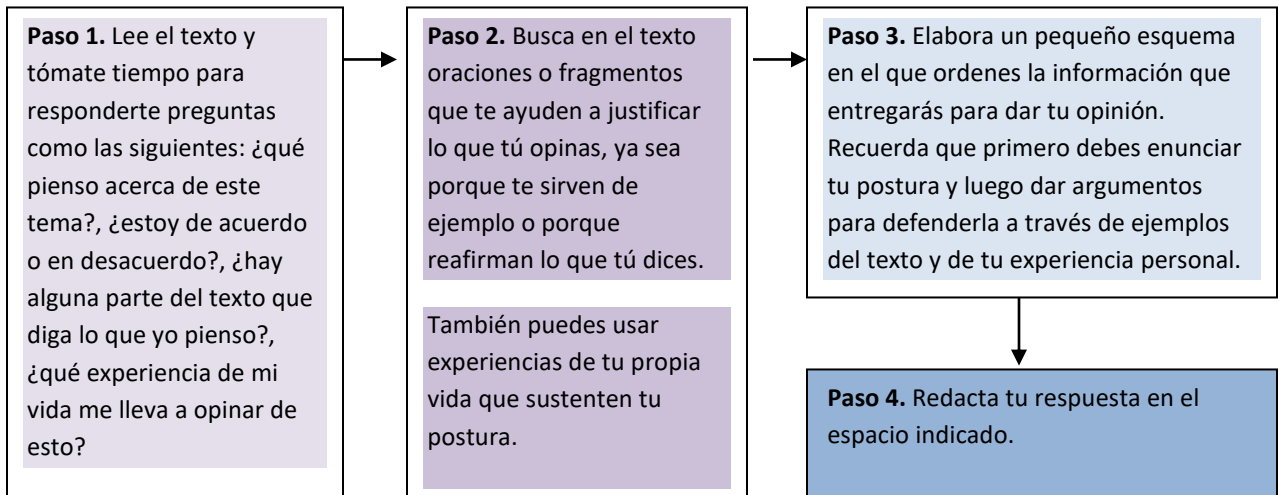 Paso 1. Lee el texto y
tómate tiempo para
responderte preguntas
como las siguientes: ¿qué
pienso acerca de este
tema?, ¿estoy de acuerdo
o en desacuerdo?, ¿hay
alguna parte del texto que
diga lo que yo pienso?,
¿qué experiencia de mi
vida me lleva a opinar de
esto?
Paso 2. Busca en el texto
oraciones o fragmentos
que te ayuden a justificar
lo que tú opinas, ya sea
porque te sirven de
ejemplo o porque
reafirman lo que tú dices.
También puedes usar
experiencias de tu propia
vida que sustenten tu
postura.
Paso 3. Elabora un pequeño esquema
en el que ordenes la información que
entregarás para dar tu opinión.
Recuerda que primero debes enunciar
tu postura y luego dar argumentos
para defenderla a través de ejemplos
del texto y de tu experiencia personal.
Paso 4. Redacta tu respuesta en el
espacio indicado.